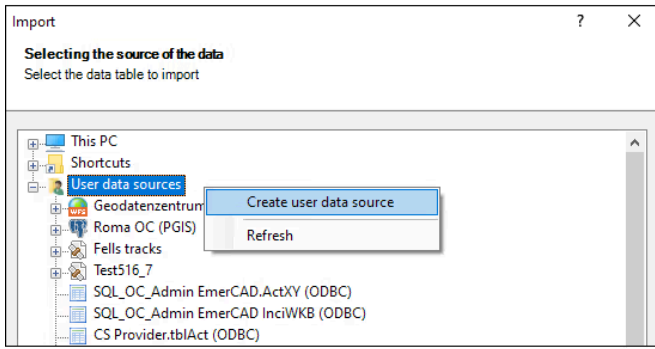 Import
Selecting the source of the data
Select the data table to import
This PC
Shortcuts
User data sources
Create user data source
WFS Geodatenzentrum
Refresh
Roma OC (PGIS)
Fells tracks
Test516_7
SQL_OC_Admin EmerCAD.ActXY (ODBC)
SQL_OC_Admin EmerCAD InciWKB (ODBC)
CS Provider.tblAct (ODBC)